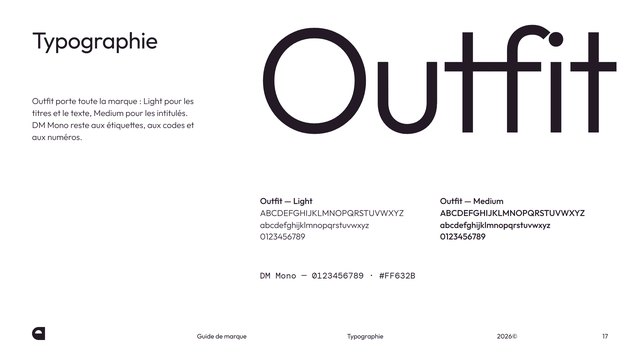 Typographie
Outfit
Outfit porte toute la marque : Light pour les
titres et le texte, Medium pour les intitulés.
DM Mono reste aux étiquettes, aux codes et
aux numéros.
Outfit — Light
ABCDEFGHIJKLMNOPQRSTUVWXYZ
abcdefghijklmnopqrstuvwxyz
0123456789
Outfit — Medium
ABCDEFGHIJKLMNOPQRSTUVWXYZ
abcdefghijklmnopqrstuvwxyz
0123456789
DM Mono — 0123456789 · #FF632B
Guide de marque
Typographie
2026©
17